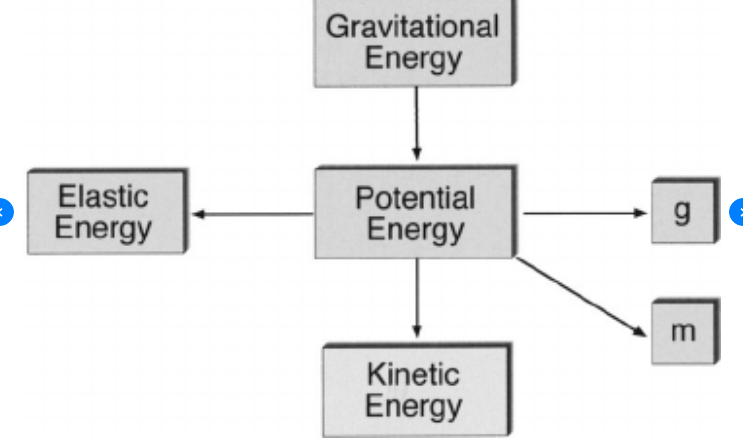 Gravitational
Energy
Elastic
Energy
Potential
Energy
g
m
Kinetic
Energy